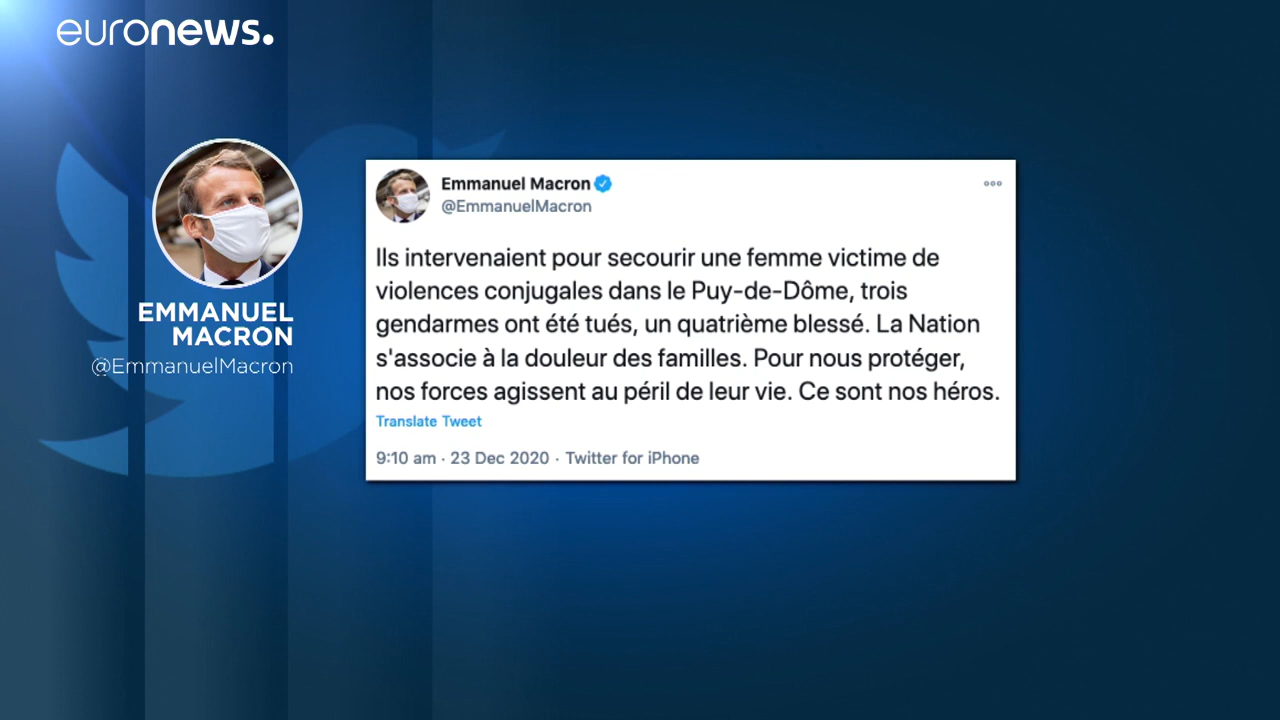 euronews.
EMMANUEL
MACRON
@EmmanuelMacron
Emmanuel Macron
@EmmanuelMacron
Ils intervenaient pour secourir une femme victime de
violences conjugales dans le Puy-de-Dôme, trois
gendarmes ont été tués, un quatrième blessé. La Nation
s'associe à la douleur des familles. Pour nous protéger,
nos forces agissent au péril de leur vie. Ce sont nos héros.
Translate Tweet
9:10 am · 23 Dec 2020 · Twitter for iPhone